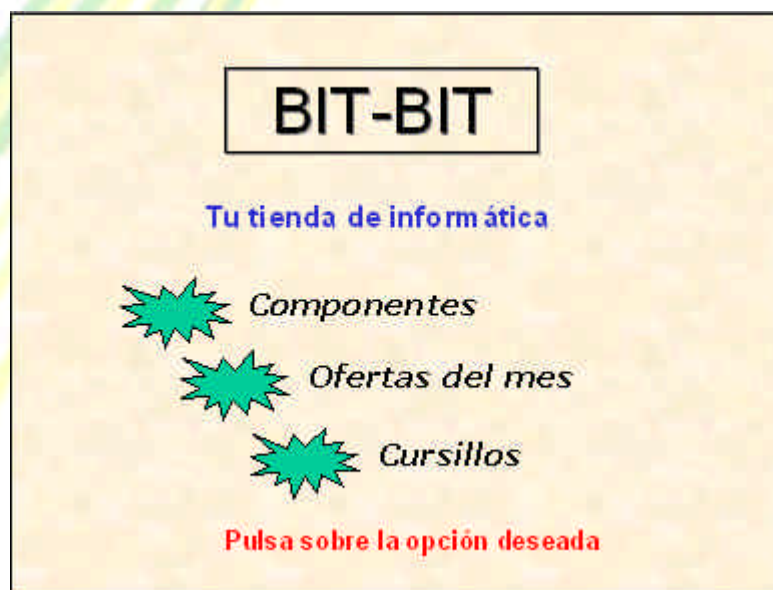 BIT-BIT
Tu tienda de informática
Componentes
Ofertas del mes
Cursillos
Pulsa sobre la opción deseada